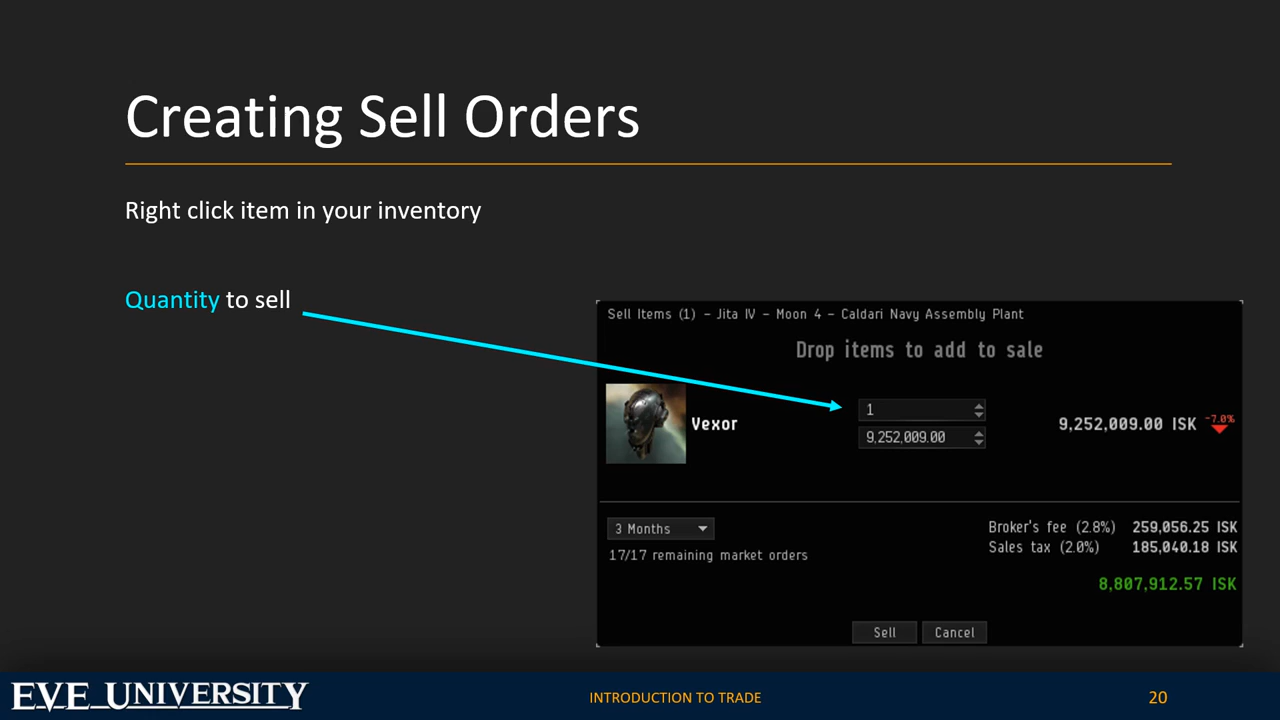 Creating Sell Orders
Right click item in your inventory
Quantity to sell
Sell Items (1) - Jita IV - Moon 4 - Caldari Navy Assembly Plant
Drop items to add to sale
Vexor
1
9,252,009.00
9,252,009.00 ISK
-7.0%
3 Months
17/17 remaining market orders
Broker's fee (2.8%) 259,056.25 ISK
Sales tax (2.0%) 185,040.18 ISK
8,807,912.57 ISK
Sell Cancel
EVE UNIVERSITY
INTRODUCTION TO TRADE
20